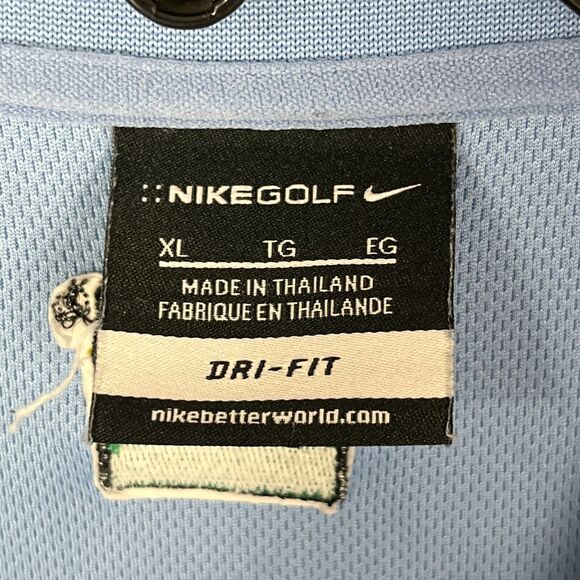 NIKEGOLF
XL TG EG
MADE IN THAILAND
FABRIQUE EN THAILANDE
DRI-FIT
nikebetterworld.com